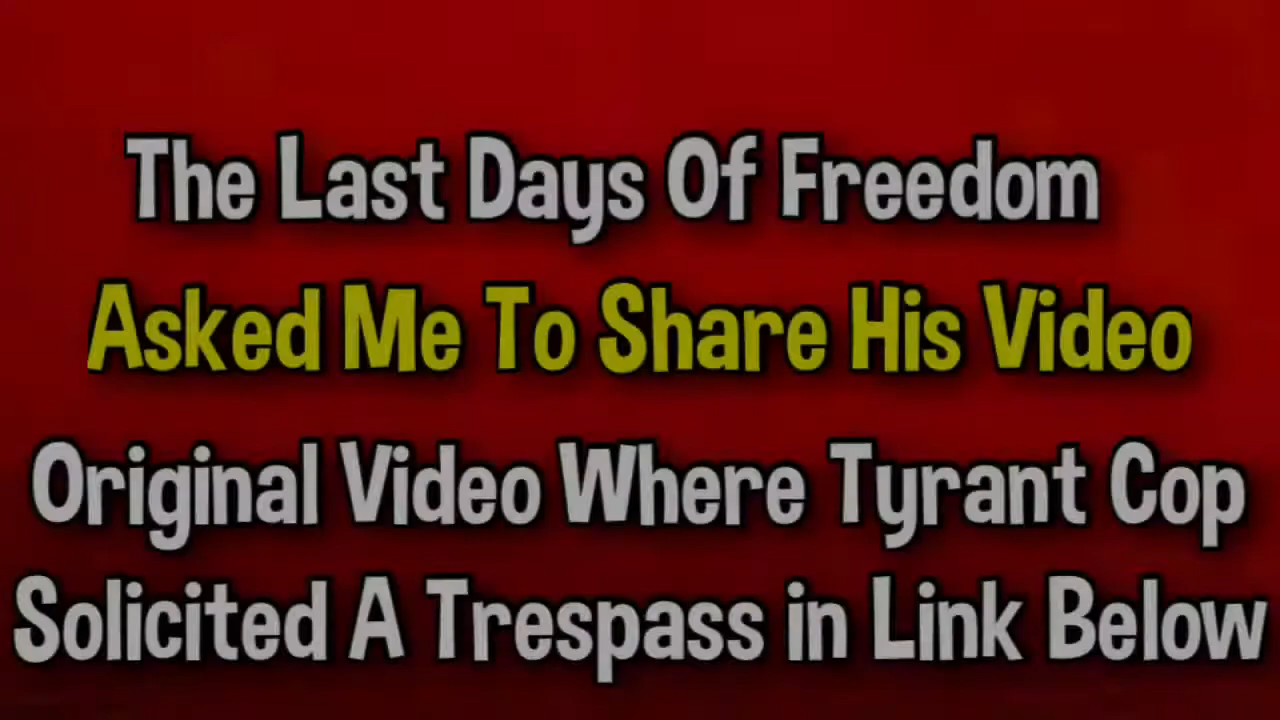 The Last Days Of Freedom
Asked Me To Share His Video
Original Video Where Tyrant Cop
Solicited A Trespass in Link Below